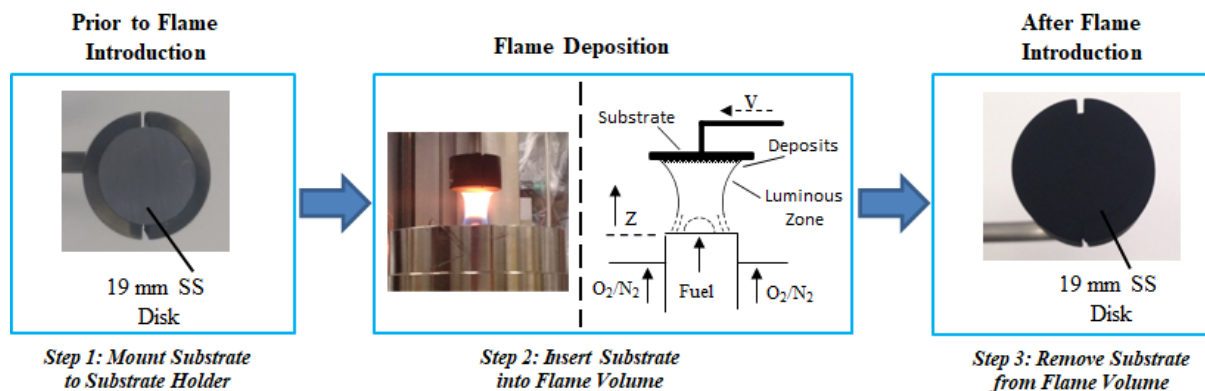 Prior to Flame
Introduction
19 mm SS
Disk
Step 1: Mount Substrate
to Substrate Holder
Flame Deposition
V
Substrate
Deposits
Luminous
Zone
Z
O₂/N₂
Fuel
O₂/N₂
Step 2: Insert Substrate
into Flame Volume
After Flame
Introduction
19 mm SS
Disk
Step 3: Remove Substrate
from Flame Volume